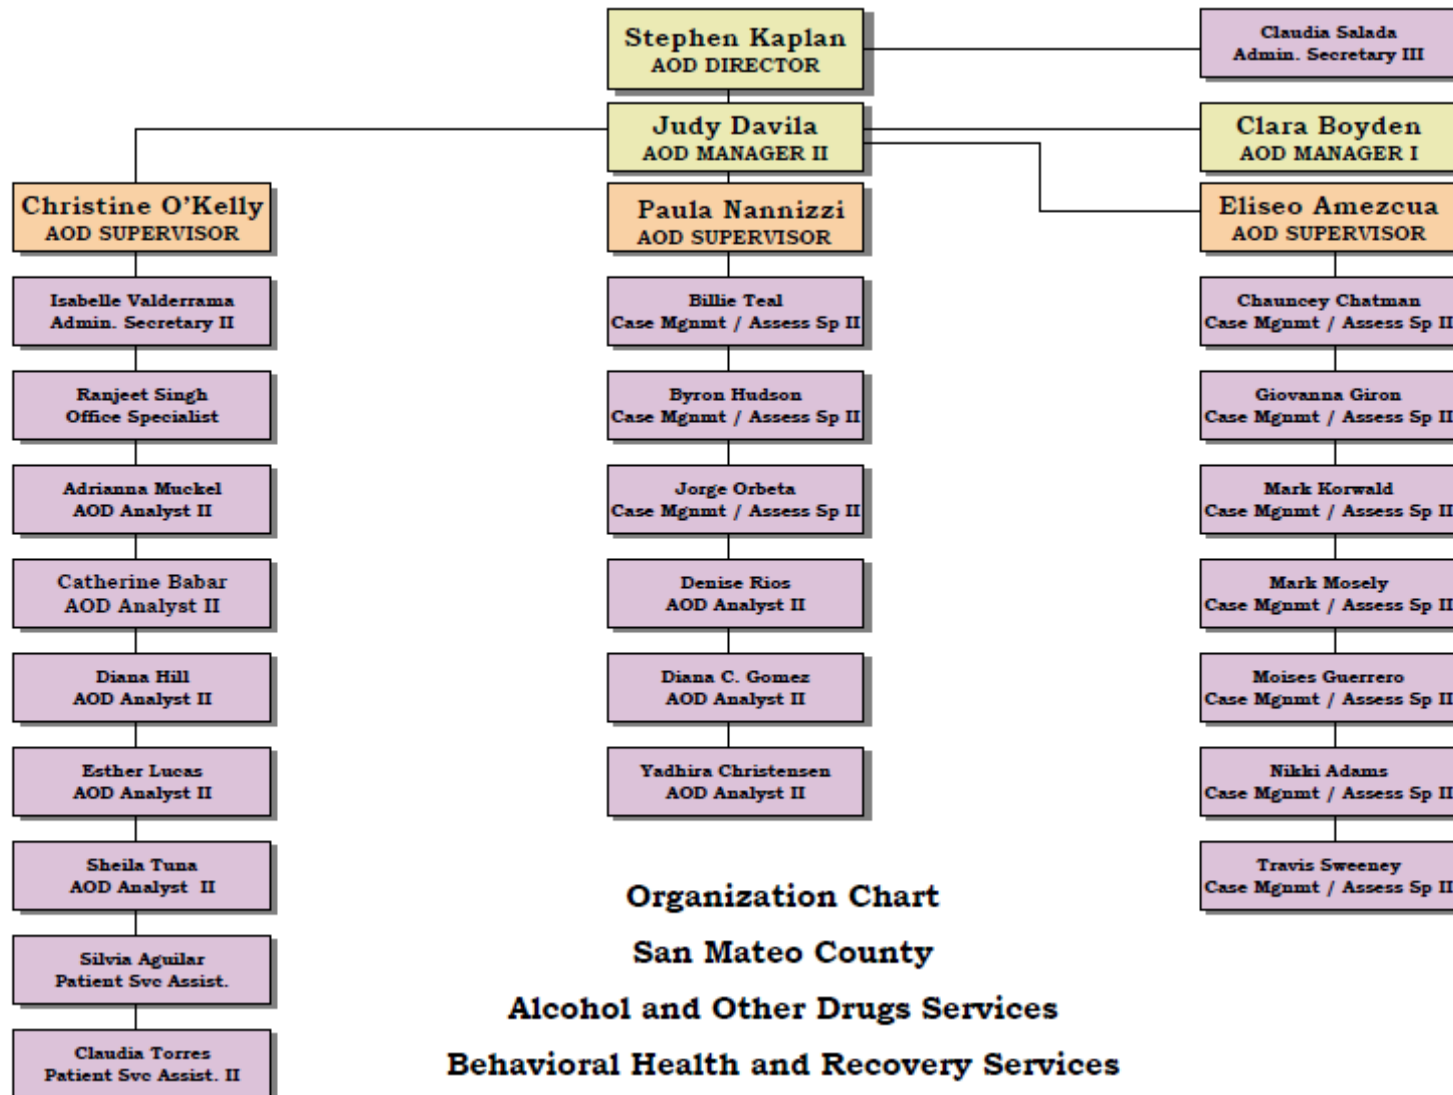 Stephen Kaplan
AOD DIRECTOR
Claudia Salada
Admin. Secretary III
Judy Davila
AOD MANAGER II
Clara Boyden
AOD MANAGER I
Christine O'Kelly
AOD SUPERVISOR
Isabelle Valderrama
Admin. Secretary II
Ranjeet Singh
Office Specialist
Adrianna Muckel
AOD Analyst II
Catherine Babar
AOD Analyst II
Diana Hill
AOD Analyst II
Esther Lucas
AOD Analyst II
Sheila Tuna
AOD Analyst II
Silvia Aguilar
Patient Svc Assist.
Claudia Torres
Patient Svc Assist. II
Paula Nannizzi
AOD SUPERVISOR
Billie Teal
Case Mgnmt / Assess Sp II
Byron Hudson
Case Mgnmt / Assess Sp II
Jorge Orbeta
Case Mgnmt / Assess Sp II
Denise Rios
AOD Analyst II
Diana C. Gomez
AOD Analyst II
Yadhira Christensen
AOD Analyst II
Eliseo Amezcua
AOD SUPERVISOR
Chauncey Chatman
Case Mgnmt / Assess Sp II
Giovanna Giron
Case Mgnmt / Assess Sp II
Mark Korwald
Case Mgnmt / Assess Sp II
Mark Mosely
Case Mgnmt / Assess Sp II
Moises Guerrero
Case Mgnmt / Assess Sp II
Nikki Adams
Case Mgnmt / Assess Sp II
Travis Sweeney
Case Mgnmt / Assess Sp II
Organization Chart
San Mateo County
Alcohol and Other Drugs Services
Behavioral Health and Recovery Services